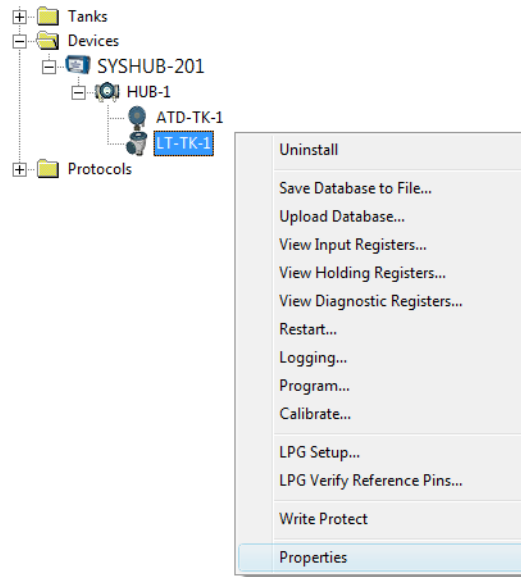 Tanks
Devices
SYSHUB-201
HUB-1
ATD-TK-1
LT-TK-1
Protocols
Uninstall
Save Database to File...
Upload Database...
View Input Registers...
View Holding Registers...
View Diagnostic Registers...
Restart...
Logging...
Program...
Calibrate...
LPG Setup...
LPG Verify Reference Pins...
Write Protect
Properties